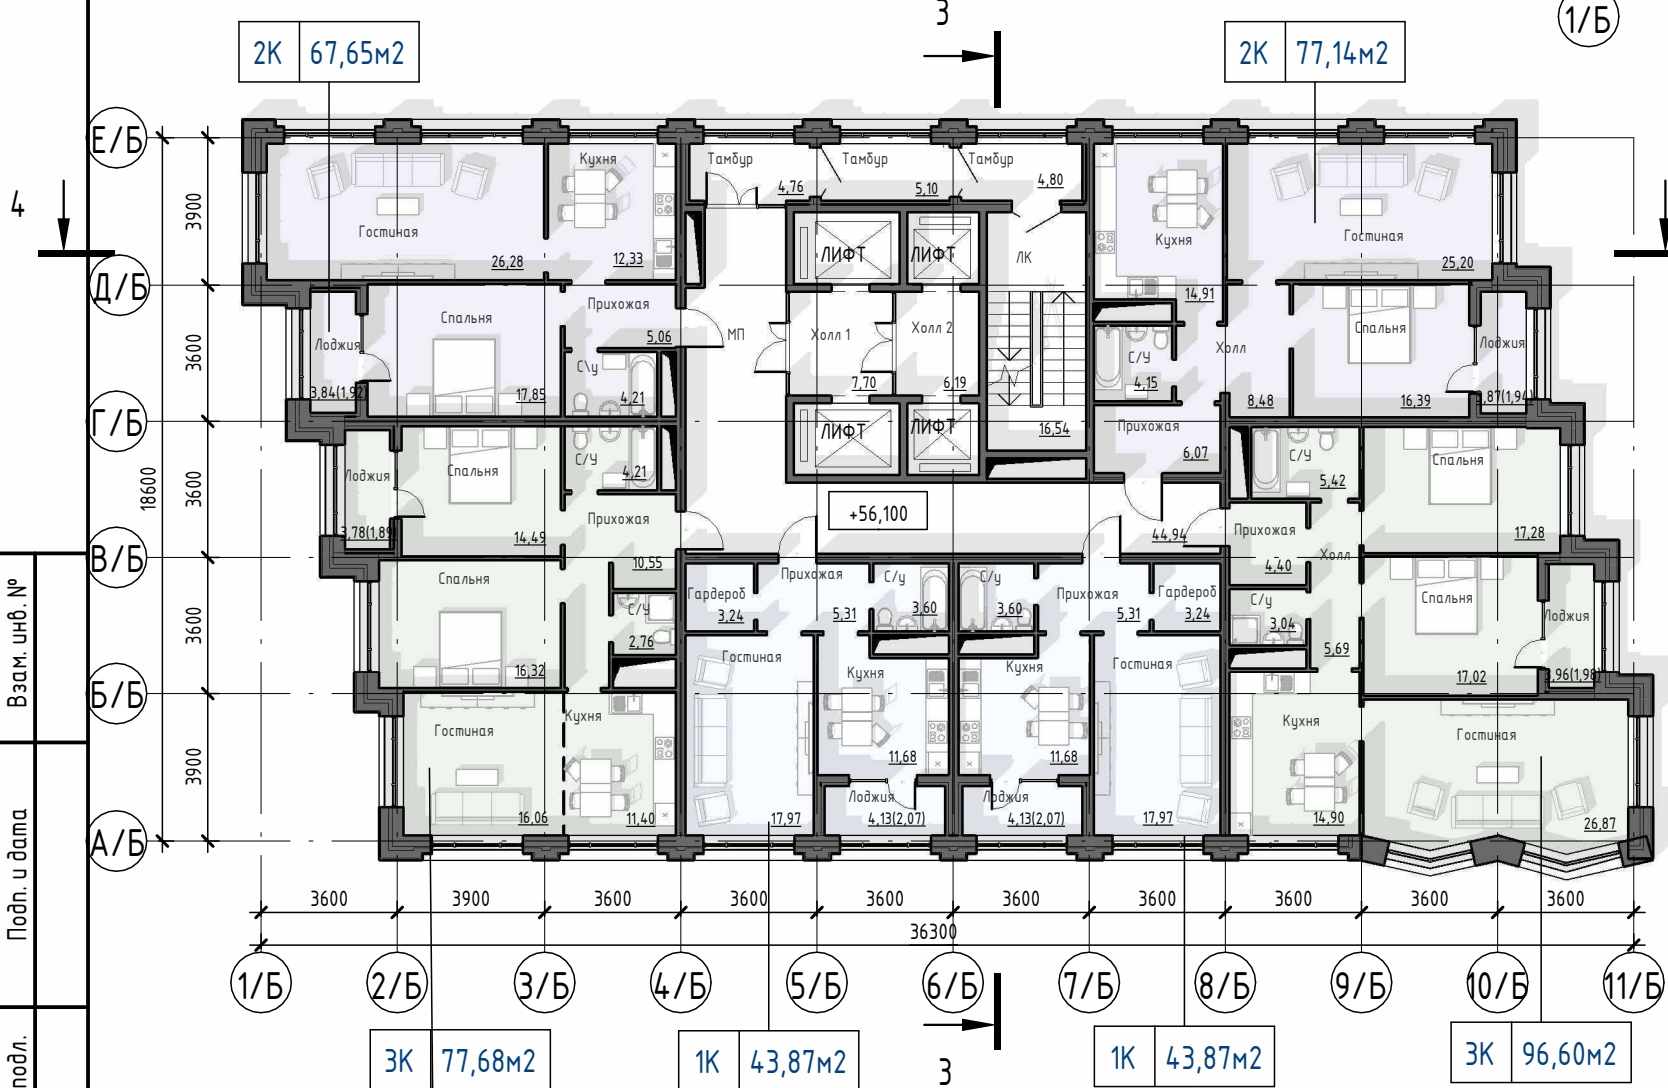 3
1/Б
2К 67,65м2
2К 77,14м2
Е/Б
Д/Б
Г/Б
В/Б
Б/Б
А/Б
4
3900
3600
3600
3600
3900
18600
Взам. инв. №
Подп. и дата
подл.
Гостиная
26,28
Кухня
12,33
Тамбур
4,76
Тамбур
5,10
Тамбур
4,80
Кухня
14,91
Гостиная
25,20
ЛИФТ
ЛИФТ
ЛК
Лоджия
3,84(1,92)
Спальня
17,85
Прихожая
5,06
С\у
4,21
МП
Холл 1
7,70
Холл 2
6,19
16,54
С/У
4,15
Холл
8,48
Спальня
16,39
Лоджия
3,87(1,94)
ЛИФТ
ЛИФТ
Прихожая
6,07
Лоджия
3,78(1,89)
Спальня
14,49
С/У
4,21
Прихожая
10,55
+56,100
44,94
С/У
5,42
Спальня
17,28
Прихожая
4,40
Холл
5,69
Спальня
16,32
С/У
2,76
Гардероб
3,24
Прихожая
5,31
С/у
3,60
С/у
3,60
Прихожая
5,31
Гардероб
3,24
С/у
3,04
Спальня
17,02
Лоджия
3,96(1,98)
Гостиная
16,06
Кухня
11,40
Гостиная
17,97
Кухня
11,68
Кухня
11,68
Гостиная
17,97
Кухня
14,90
Гостиная
26,87
Лоджия
4,13(2,07)
Лоджия
4,13(2,07)
3600 3900 3600 3600 3600 3600 3600 3600 3600 3600
36300
1/Б 2/Б 3/Б 4/Б 5/Б 6/Б 7/Б 8/Б 9/Б 10/Б 11/Б
3К 77,68м2
1К 43,87м2
3
1К 43,87м2
3К 96,60м2